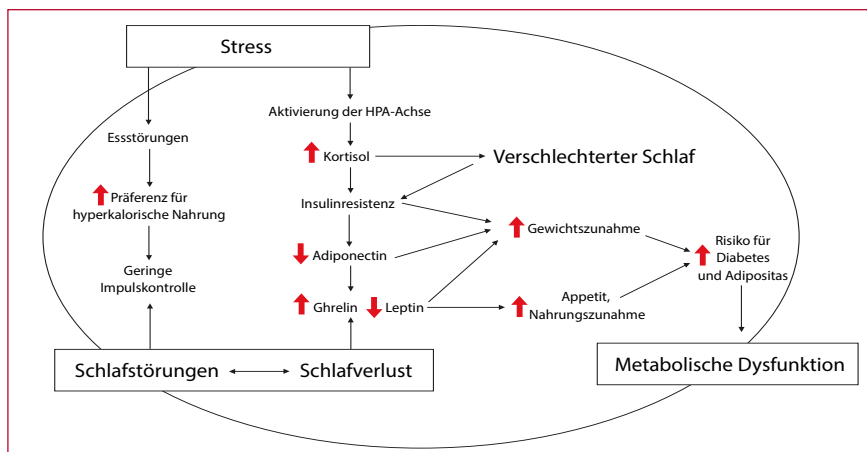 Stress
Aktivierung der HPA-Achse
Essstörungen
Kortisol
Verschlechterter Schlaf
Präferenz für
hyperkalorische Nahrung
Insulinresistenz
Gewichtszunahme
Risiko für
Diabetes
und Adipositas
Adiponectin
Geringe
Impulskontrolle
Ghrelin
Leptin
Appetit,
Nahrungszunahme
Schlafstörungen
Schlafverlust
Metabolische Dysfunktion